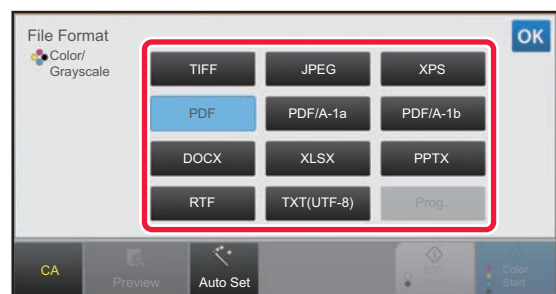 File Format
OK
Color/
Grayscale
TIFF JPEG XPS
PDF PDF/A-1a PDF/A-1b
DOCX XLSX PPTX
RTF TXT(UTF-8) Prog.
CA Preview Auto Set B/W Color
Start Start